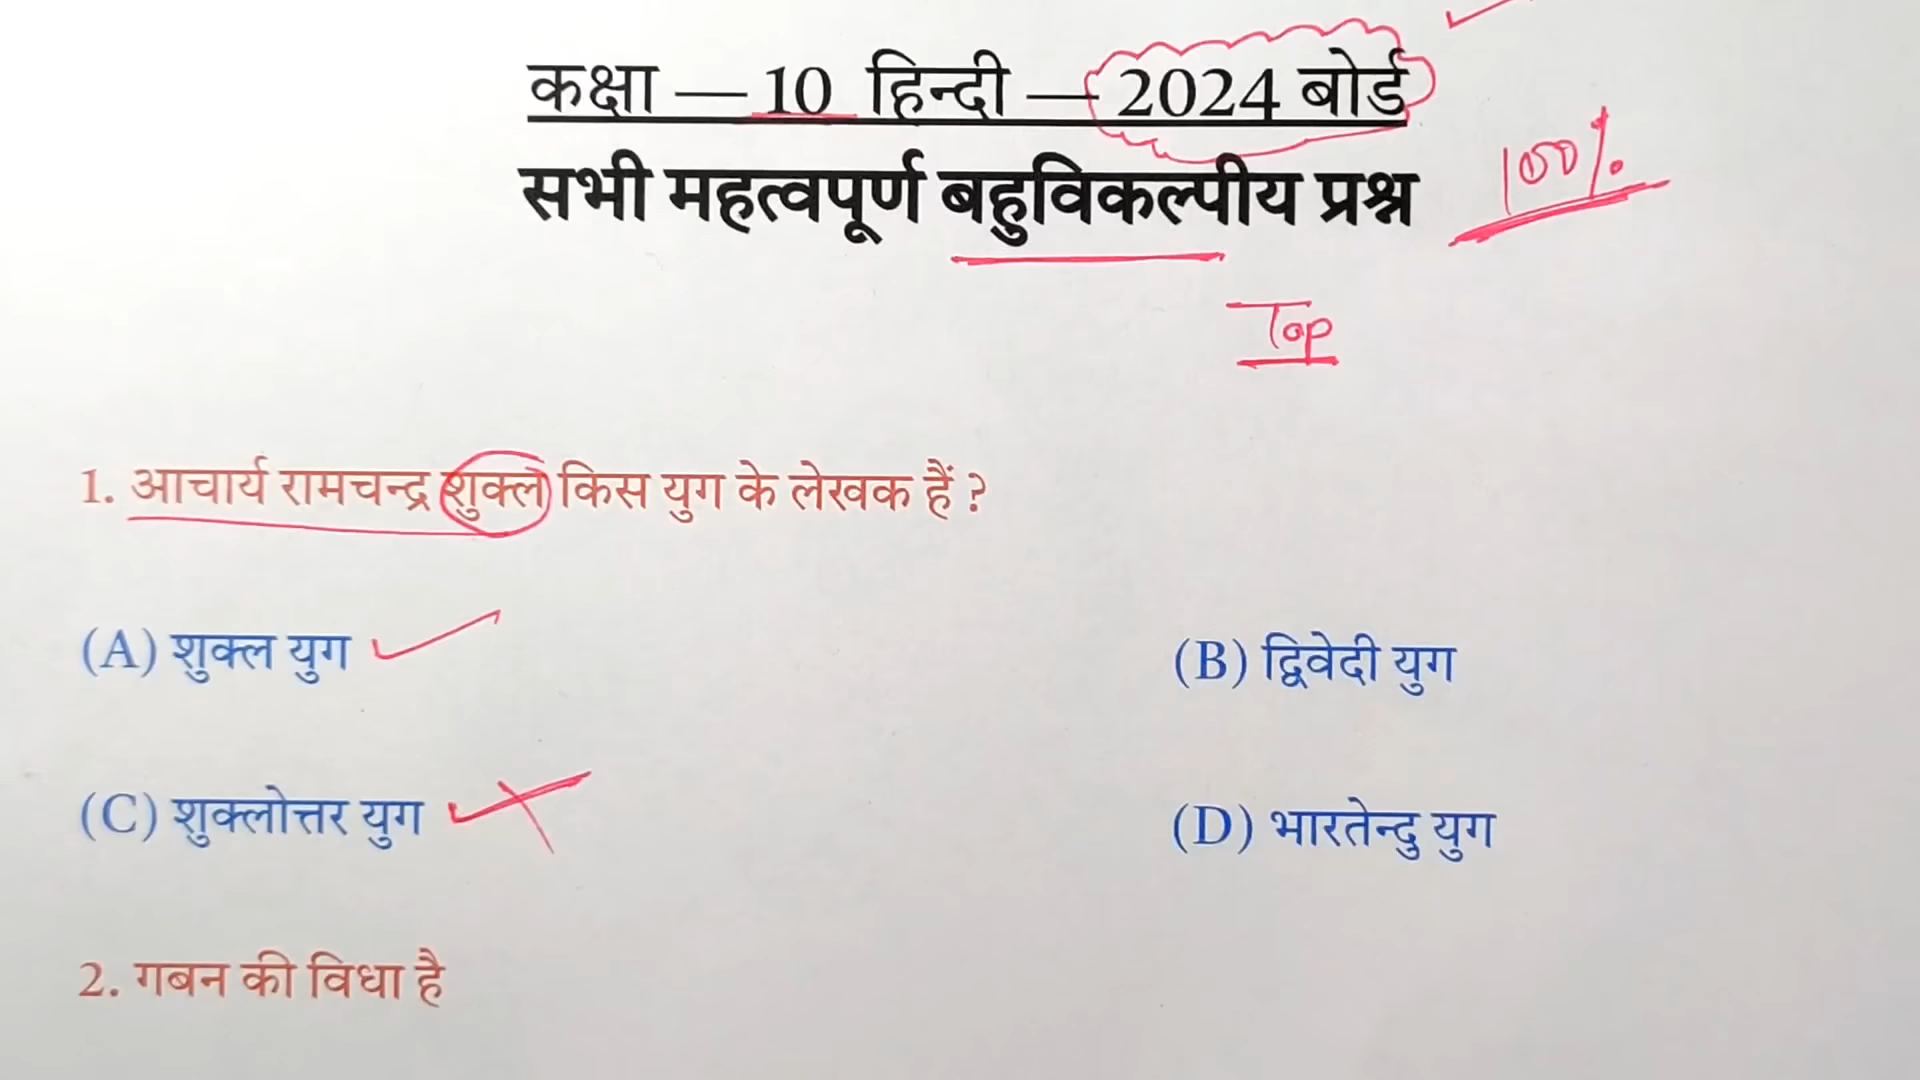 कक्षा — 10 हिन्दी — 2024 बोर्ड
सभी महत्वपूर्ण बहुविकल्पीय प्रश्न
100%
Top
1. आचार्य रामचन्द्र शुक्ल किस युग के लेखक हैं ?
(A) शुक्ल युग
(B) द्विवेदी युग
(C) शुक्लोत्तर युग
(D) भारतेन्दु युग
2. गबन की विधा है